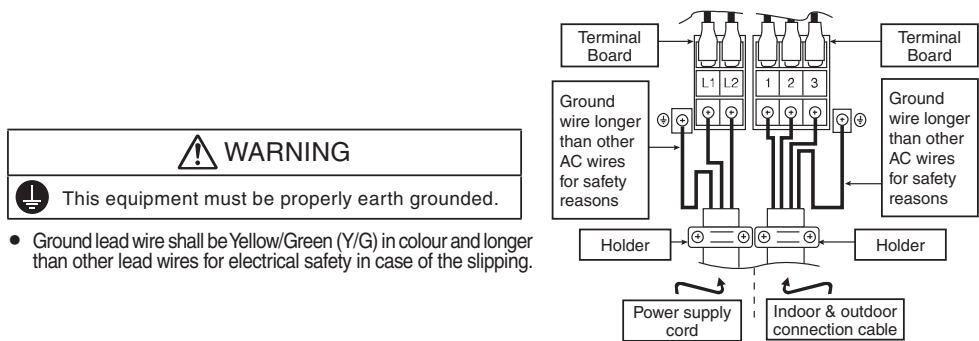 WARNING
This equipment must be properly earth grounded.
• Ground lead wire shall be Yellow/Green (Y/G) in colour and longer
than other lead wires for electrical safety in case of the slipping.
Terminal
Board
Terminal
Board
L1 L2 1 2 3
Ground
wire longer
than other
AC wires
for safety
reasons
Ground
wire longer
than other
AC wires
for safety
reasons
Holder
Holder
Power supply
cord
Indoor & outdoor
connection cable